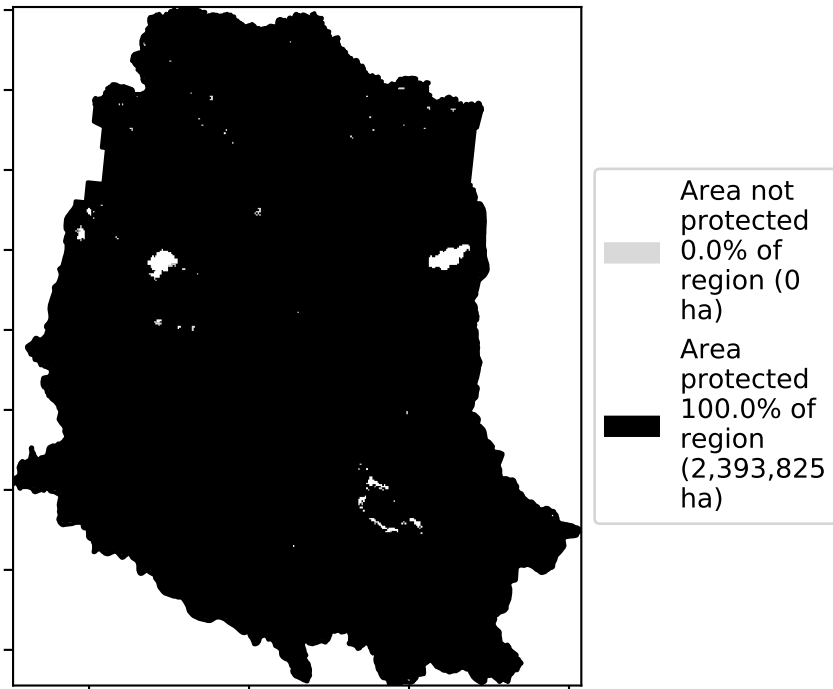 Area not
protected
0.0% of
region (0
ha)
Area
protected
100.0% of
region
(2,393,825
ha)